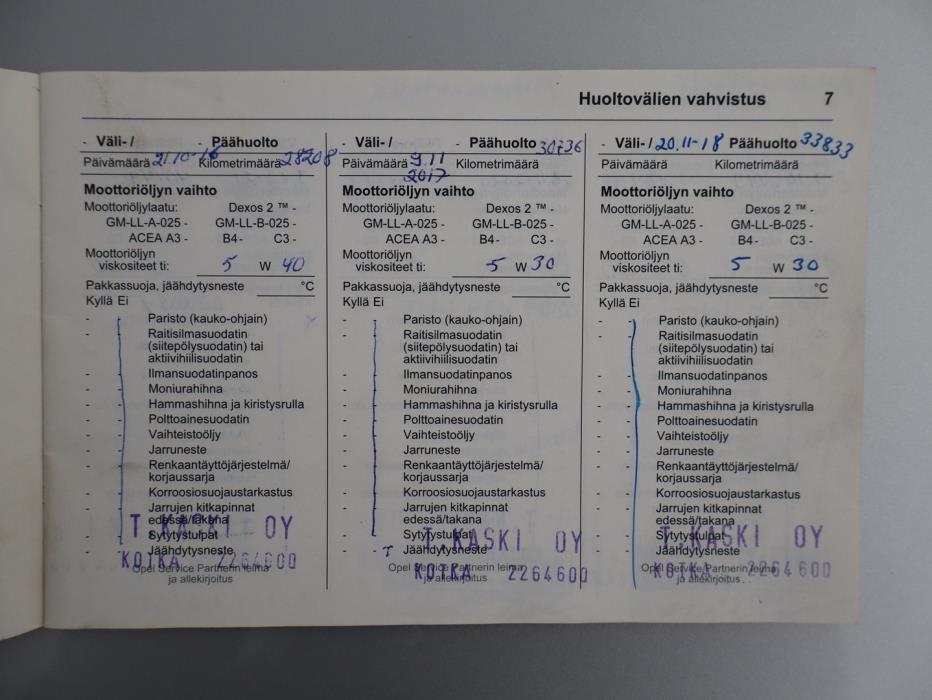 Huoltovälien vahvistus 7
- Väli- / - Päähuolto
Päivämäärä 21.10-16 Kilometrimäärä 28208
Moottoriöljyn vaihto
Moottoriöljylaatu: Dexos 2 ™ -
GM-LL-A-025 - GM-LL-B-025 -
ACEA A3 - B4- C3 -
Moottoriöljyn
viskositeet ti: 5 W 40
Pakkassuoja, jäähdytysneste °C
Kyllä Ei
- - Paristo (kauko-ohjain)
- - Raitisilmasuodatin
(siitepölysuodatin) tai
aktiivihiilisuodatin
- - Ilmansuodatinpanos
- - Moniurahihna
- - Hammashihna ja kiristysrulla
- - Polttoainesuodatin
- - Vaihteistoöljy
- - Jarruneste
- - Renkaantäyttöjärjestelmä/
korjaussarja
- - Korroosiosuojaustarkastus
- - Jarrujen kitkapinnat
edessä/takana
- - Sytytystulpat
- - Jäähdytysneste
Opel Service Partnerin leima
ja allekirjoitus
T KASKI OY
KOTKA 2264600
- Väli- / - Päähuolto 30736
Päivämäärä 9.11 Kilometrimäärä
2017
Moottoriöljyn vaihto
Moottoriöljylaatu: Dexos 2 ™ -
GM-LL-A-025 - GM-LL-B-025 -
ACEA A3 - B4- C3 -
Moottoriöljyn
viskositeet ti: 5 W 30
Pakkassuoja, jäähdytysneste °C
Kyllä Ei
- - Paristo (kauko-ohjain)
- - Raitisilmasuodatin
(siitepölysuodatin) tai
aktiivihiilisuodatin
- - Ilmansuodatinpanos
- - Moniurahihna
- - Hammashihna ja kiristysrulla
- - Polttoainesuodatin
- - Vaihteistoöljy
- - Jarruneste
- - Renkaantäyttöjärjestelmä/
korjaussarja
- - Korroosiosuojaustarkastus
- - Jarrujen kitkapinnat
edessä/takana
- - Sytytystulpat
- - Jäähdytysneste
Opel Service Partnerin leima
ja allekirjoitus
T KASKI OY
KOTKA 2264600
- Väli- / 20.11-18 Päähuolto 33833
Päivämäärä Kilometrimäärä
Moottoriöljyn vaihto
Moottoriöljylaatu: Dexos 2 ™ -
GM-LL-A-025 - GM-LL-B-025 -
ACEA A3 - B4- C3 -
Moottoriöljyn
viskositeet ti: 5 W 30
Pakkassuoja, jäähdytysneste °C
Kyllä Ei
- - Paristo (kauko-ohjain)
- - Raitisilmasuodatin
(siitepölysuodatin) tai
aktiivihiilisuodatin
- - Ilmansuodatinpanos
- - Moniurahihna
- - Hammashihna ja kiristysrulla
- - Polttoainesuodatin
- - Vaihteistoöljy
- - Jarruneste
- - Renkaantäyttöjärjestelmä/
korjaussarja
- - Korroosiosuojaustarkastus
- - Jarrujen kitkapinnat
edessä/takana
- - Sytytystulpat
- - Jäähdytysneste
Opel Service Partnerin leima
ja allekirjoitus
T KASKI OY
KOTKA 2264600